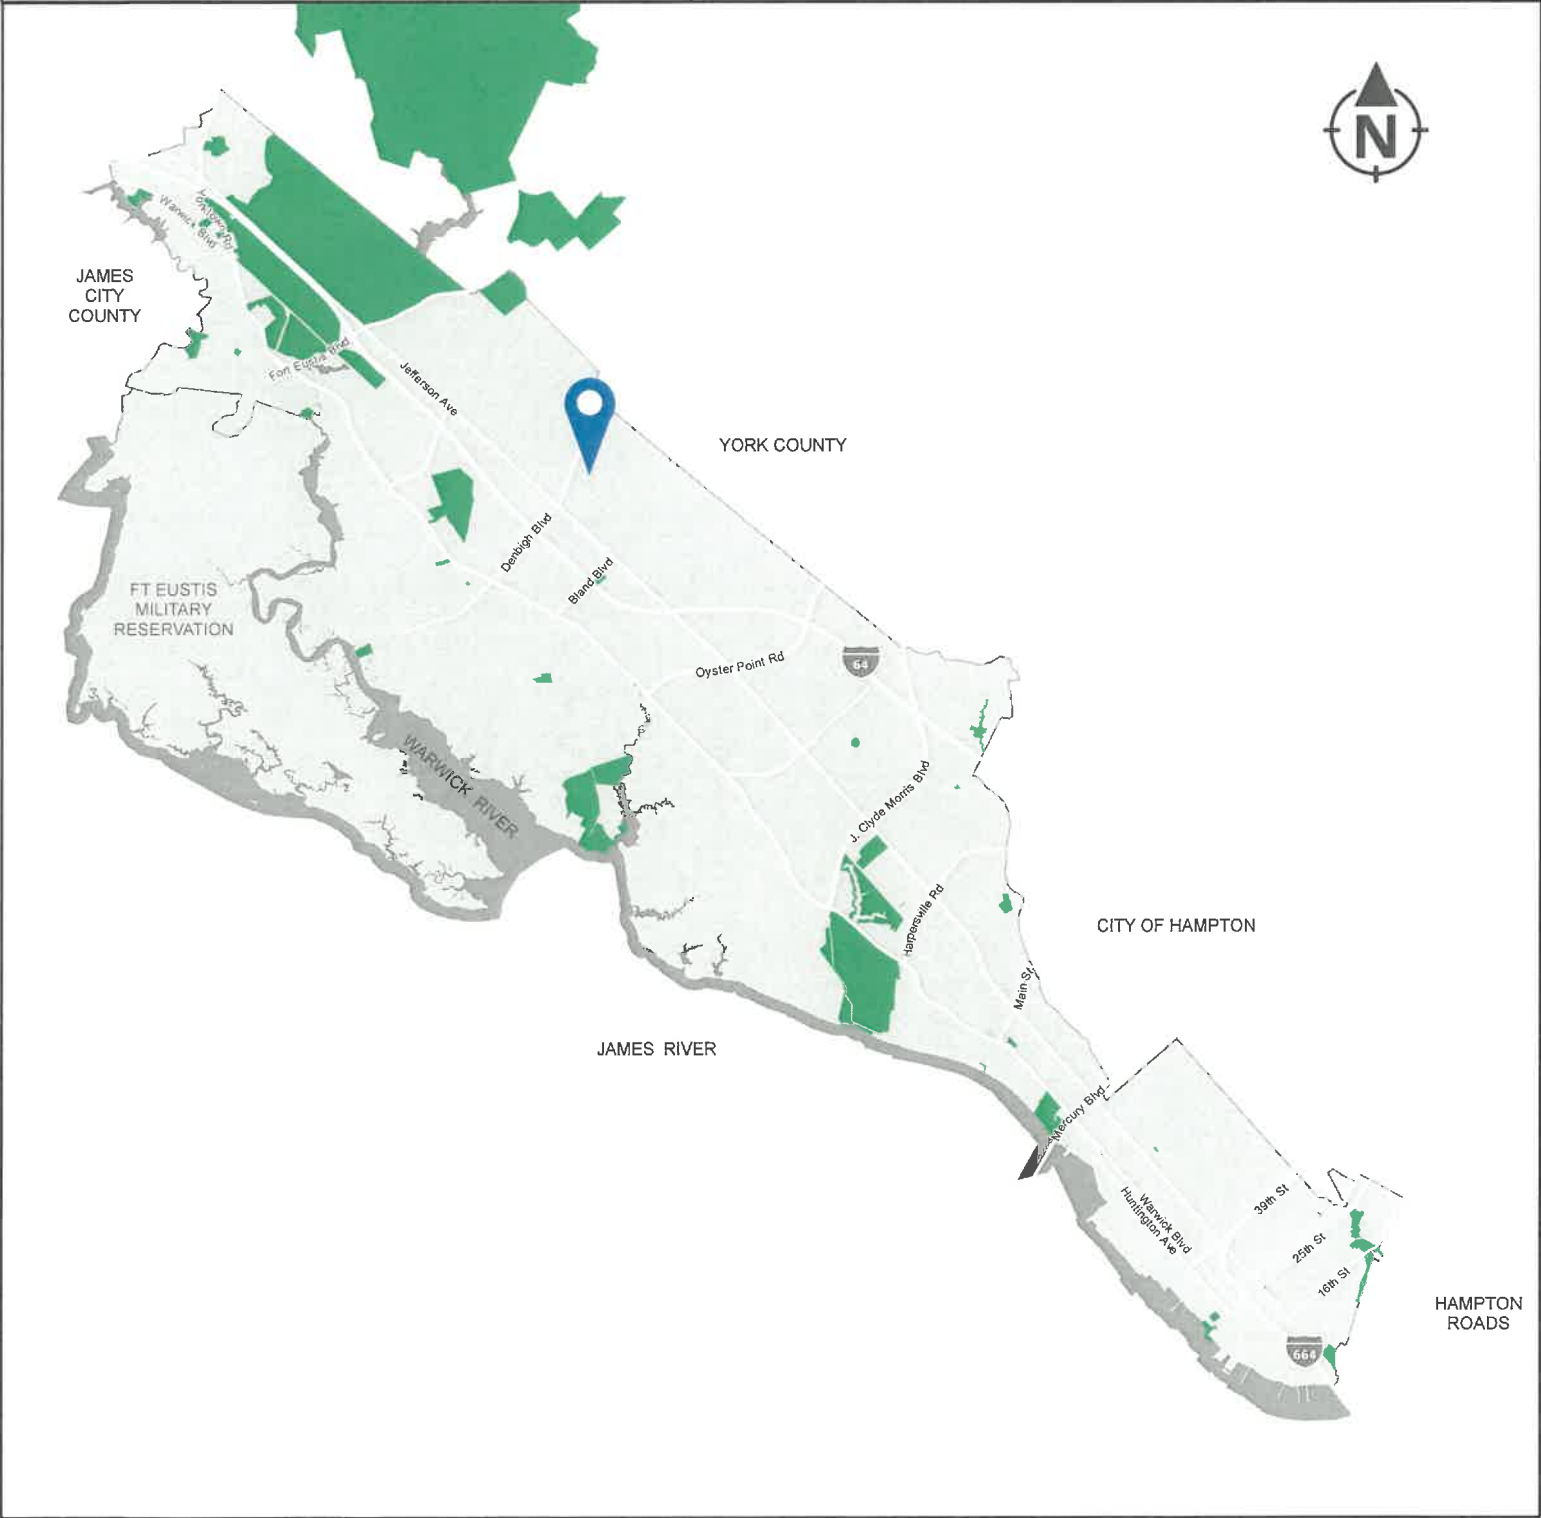 N
Lohitown Rd
Warwick Blvd
JAMES
CITY
COUNTY
Fort Eustis Blvd
Jefferson Ave
YORK COUNTY
Denbigh Blvd
Bland Blvd
FT EUSTIS
MILITARY
RESERVATION
Oyster Point Rd
64
WARWICK RIVER
J. Clyde Morris Blvd
Harpersville Rd
CITY OF HAMPTON
Main St
JAMES RIVER
Mercury Blvd
Warwick Blvd
Huntington Ave
39th St
25th St
16th St
HAMPTON
ROADS
664